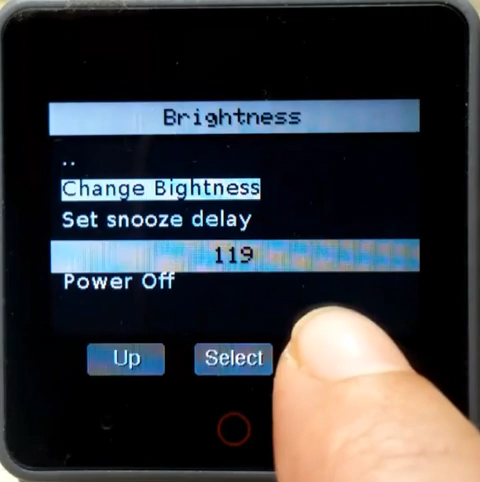 Brightness
..
Change Bightness
Set snooze delay
119
Power Off
Up Select